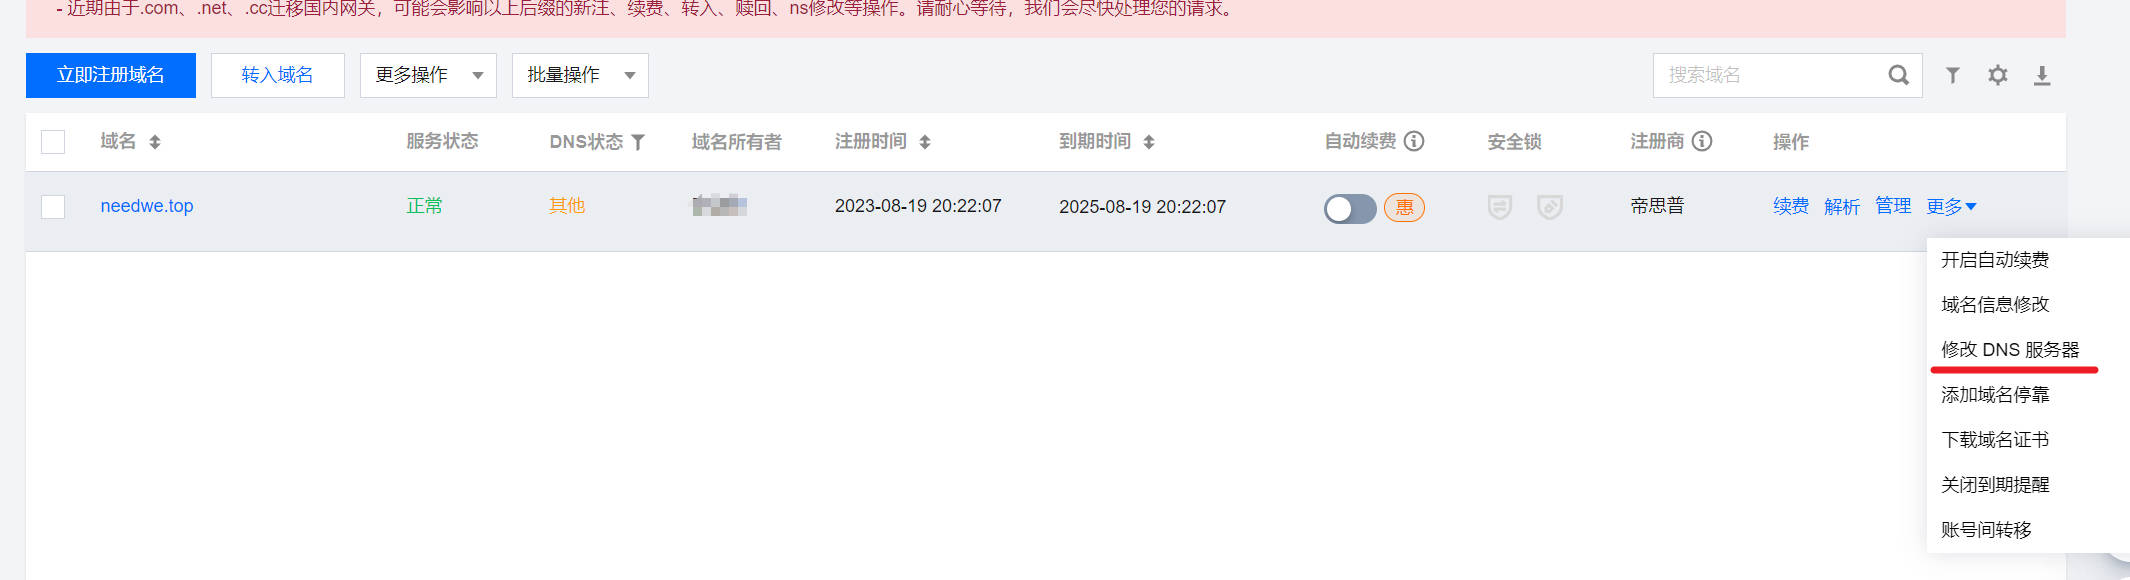 - 近期由于.com、.net、.cc迁移国内网关，可能会影响以上后缀的新注、续费、转入、赎回、ns修改等操作。请耐心等待，我们会尽快处理您的请求。
立即注册域名 转入域名 更多操作 批量操作 搜索域名
域名 服务状态 DNS状态 域名所有者 注册时间 到期时间 自动续费 安全锁 注册商 操作
needwe.top 正常 其他 2023-08-19 20:22:07 2025-08-19 20:22:07 惠 帝思普 续费 解析 管理 更多
开启自动续费
域名信息修改
修改 DNS 服务器
添加域名停靠
下载域名证书
关闭到期提醒
账号间转移